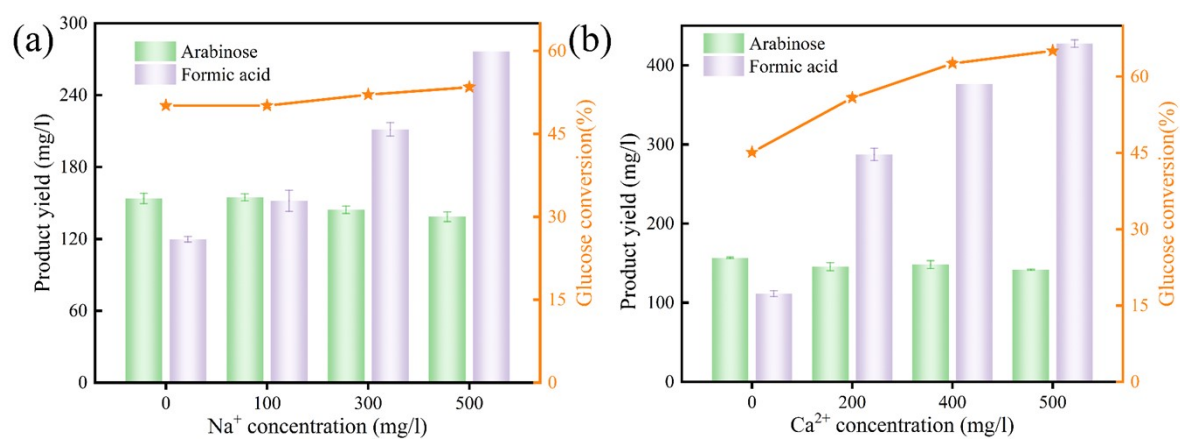 (a)
Arabinose
Formic acid
Product yield (mg/l)
300
240
180
120
60
0
60
45
30
15
0
Glucose conversion(%)
0 100 300 500
Na⁺ concentration (mg/l)
(b)
Arabinose
Formic acid
Product yield (mg/l)
400
300
200
100
0
60
45
30
15
0
Glucose conversion(%)
0 200 400 500
Ca²⁺ concentration (mg/l)